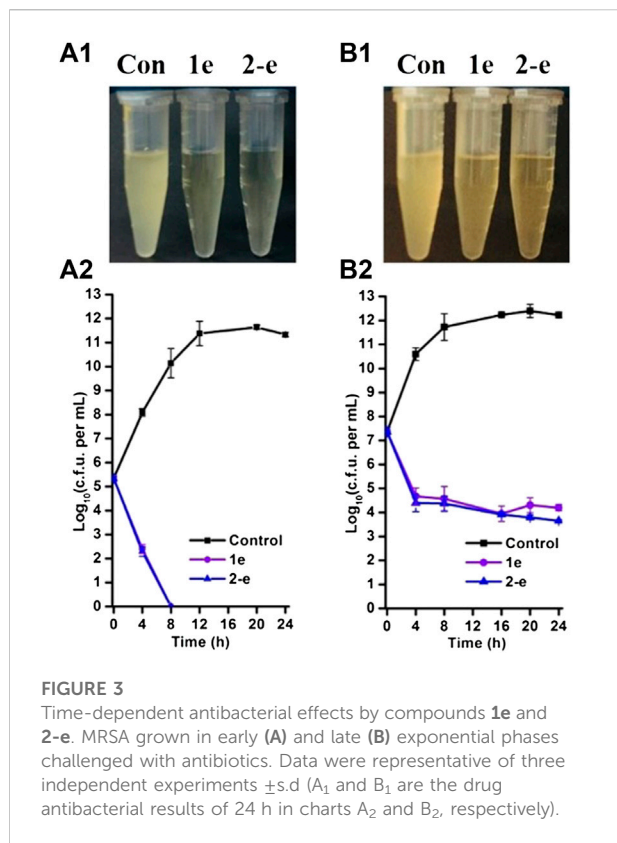 A1 B1
Con 1e 2-e Con 1e 2-e
A2 B2
13
12
11
10
9
8
7
6
5
4
3
2
1
0
Log10(c.f.u. per mL)
Control
1e
2-e
0 4 8 12 16 20 24
Time (h)
13
12
11
10
9
8
7
6
5
4
3
2
1
0
Log10(c.f.u. per mL)
Control
1e
2-e
0 4 8 12 16 20 24
Time (h)
FIGURE 3
Time-dependent antibacterial effects by compounds 1e and
2-e. MRSA grown in early (A) and late (B) exponential phases
challenged with antibiotics. Data were representative of three
independent experiments ±s.d (A1 and B1 are the drug
antibacterial results of 24 h in charts A2 and B2, respectively).